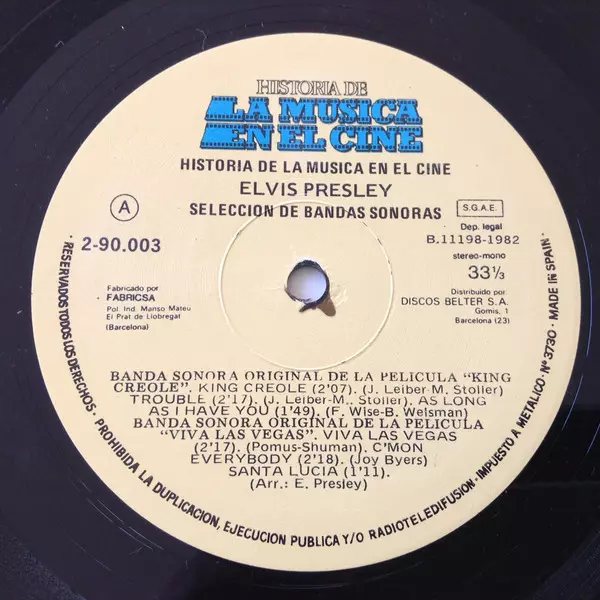 HISTORIA DE
LA MUSICA
EN EL CINE
HISTORIA DE LA MUSICA EN EL CINE
ELVIS PRESLEY
SELECCION DE BANDAS SONORAS
S.G.A.E.
A
Dep. legal
B.11198-1982
2-90.003
stereo-mono
33 1/3
Fabricado por
FABRICSA
Pol. Ind. Manso Mateu
El Prat de Llobregat
(Barcelona)
Distribuido por
DISCOS BELTER S.A.
Gomis, 1
Barcelona (23)
BANDA SONORA ORIGINAL DE LA PELICULA "KING
CREOLE". KING CREOLE (2'07). (J. Leiber-M. Stoller)
TROUBLE (2'17). (J. Leiber-M.. Stoller). AS LONG
AS I HAVE YOU (1'49). (F. Wise-B. Weisman)
BANDA SONORA ORIGINAL DE LA PELICULA
"VIVA LAS VEGAS". VIVA LAS VEGAS
(2'17). (Pomus-Shuman). C'MON
EVERYBODY (2'18). (Joy Byers)
SANTA LUCIA (1'11).
(Arr.: E. Presley)
· RESERVADOS TODOS LOS DERECHOS · PROHIBIDA LA DUPLICACION, EJECUCION PUBLICA Y/O RADIOTELEDIFUSION · IMPUESTO A METALICO · Nº 3730 · MADE IN SPAIN ·